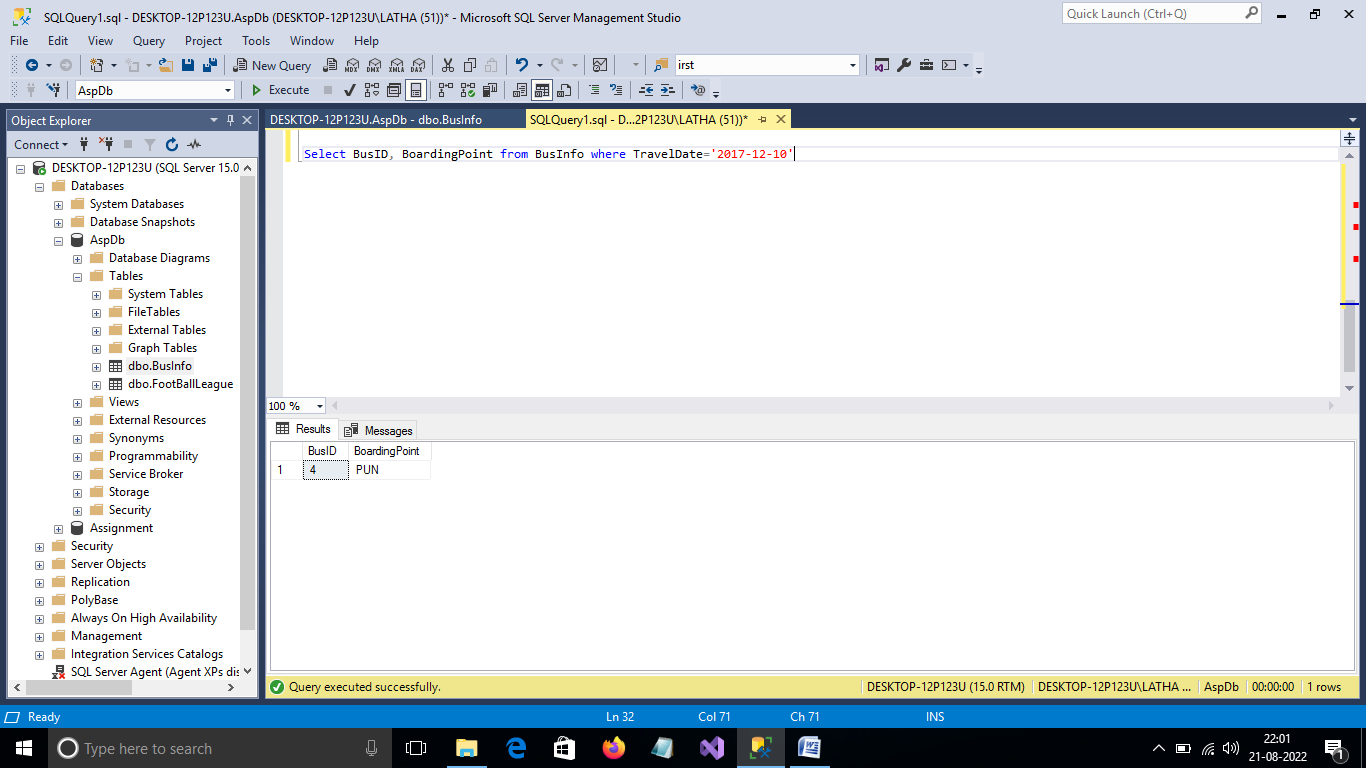 SQLQuery1.sql - DESKTOP-12P123U.AspDb (DESKTOP-12P123U\LATHA (51))* - Microsoft SQL Server Management Studio
Quick Launch (Ctrl+Q)
File Edit View Query Project Tools Window Help
New Query MDX DMX XMLA DAX irst
AspDb Execute
Object Explorer
DESKTOP-12P123U.AspDb - dbo.BusInfo
SQLQuery1.sql - D...2P123U\LATHA (51))*
Connect
Select BusID, BoardingPoint from BusInfo where TravelDate='2017-12-10'
DESKTOP-12P123U (SQL Server 15.0
Databases
System Databases
Database Snapshots
AspDb
Database Diagrams
Tables
System Tables
FileTables
External Tables
Graph Tables
dbo.BusInfo
dbo.FootBallLeague
Views
External Resources
Synonyms
Programmability
Service Broker
Storage
Security
Assignment
Security
Server Objects
Replication
PolyBase
Always On High Availability
Management
Integration Services Catalogs
SQL Server Agent (Agent XPs dis
100 %
Results Messages
BusID BoardingPoint
1 4 PUN
Query executed successfully.
DESKTOP-12P123U (15.0 RTM) DESKTOP-12P123U\LATHA ... AspDb 00:00:00 1 rows
Ready Ln 32 Col 71 Ch 71 INS
Type here to search
22:01
21-08-2022
1